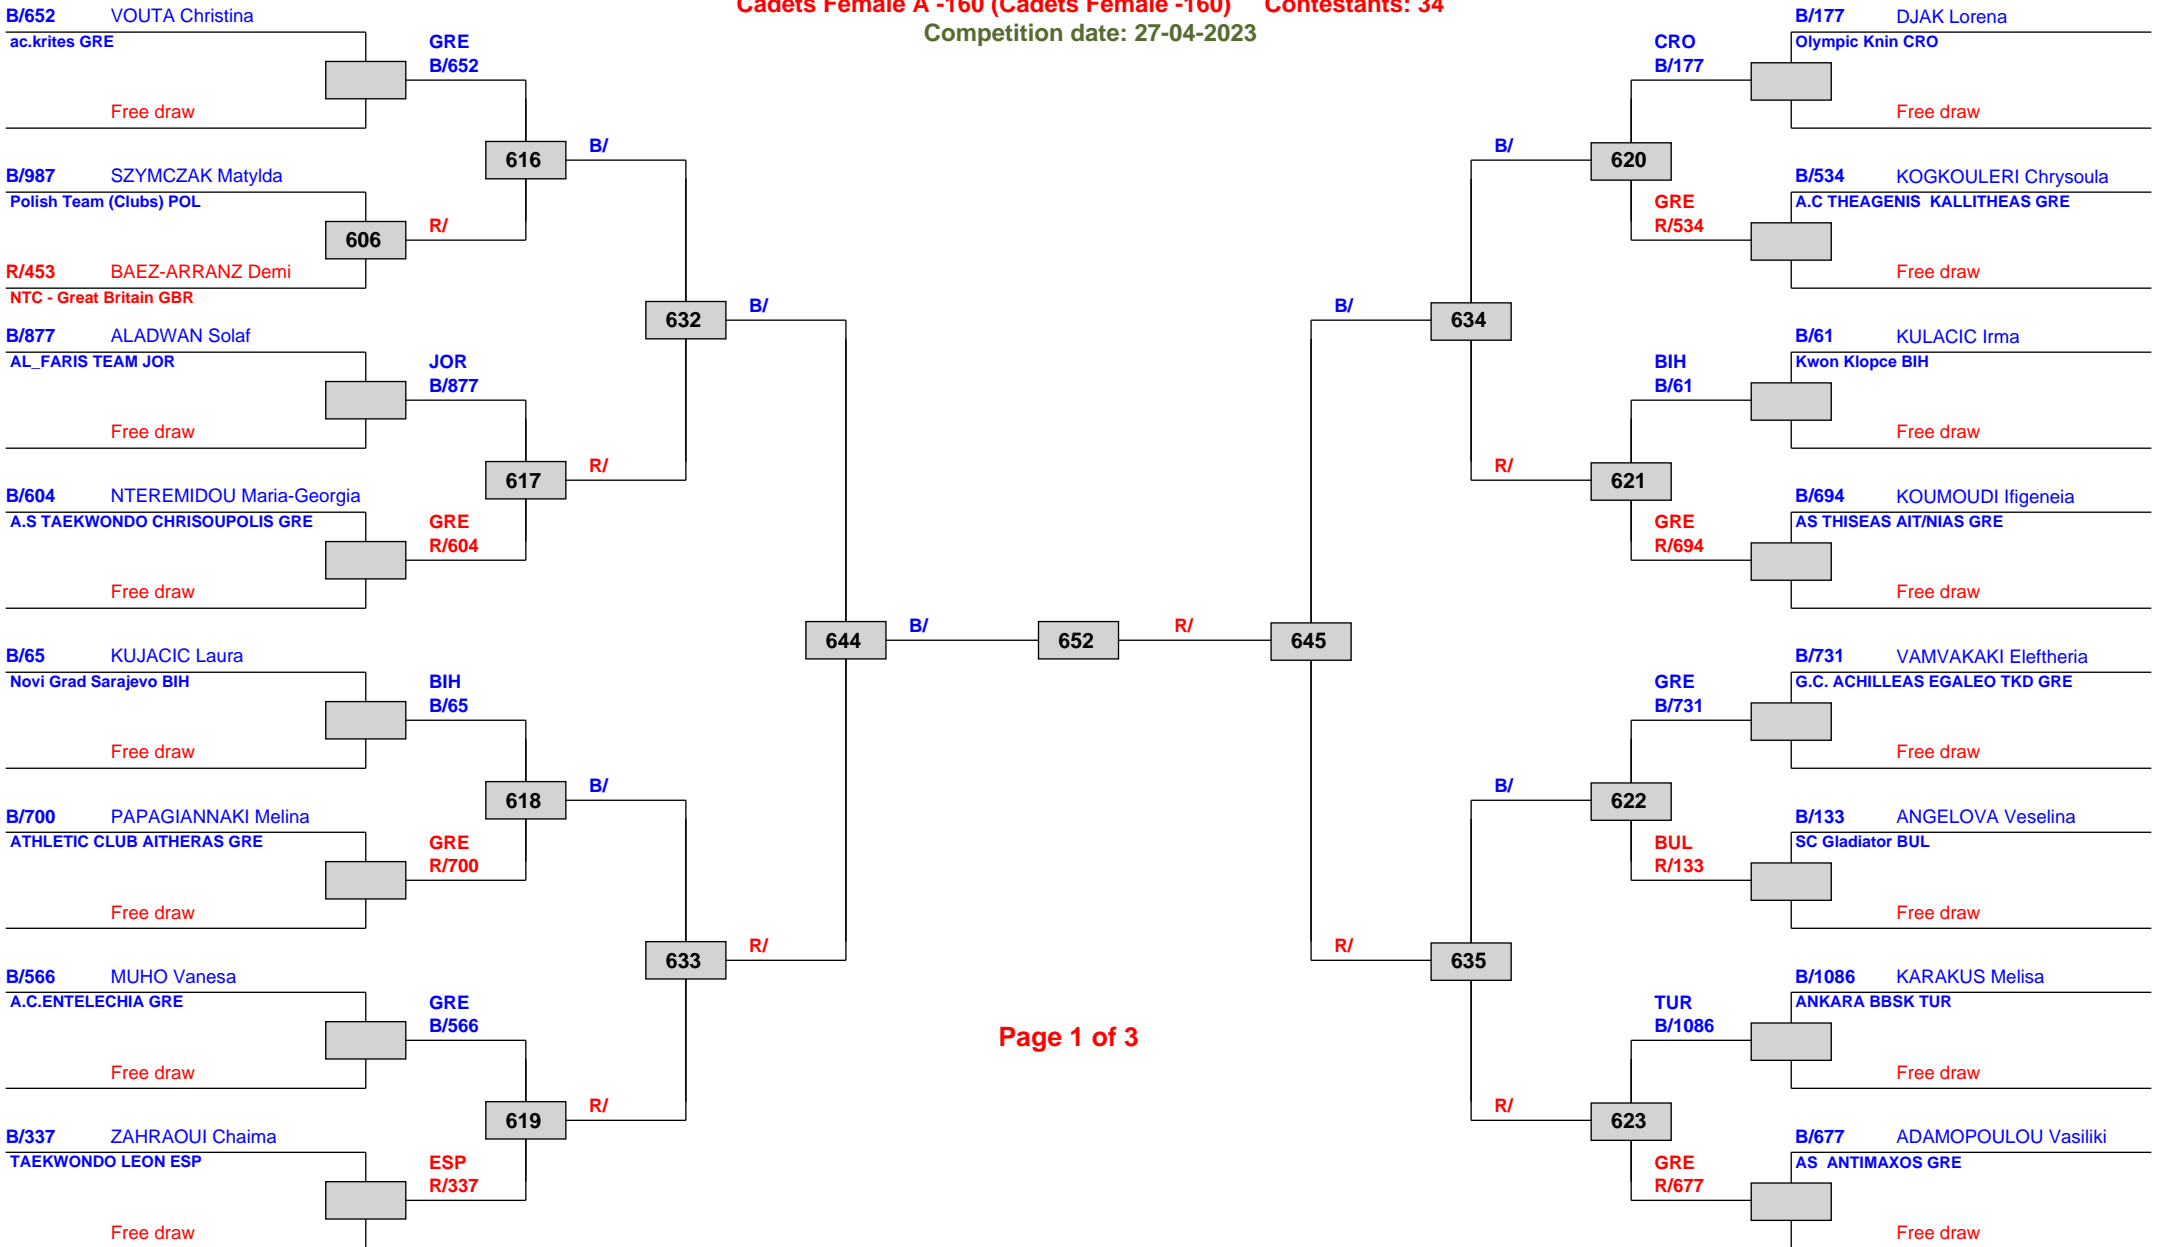 Cadets Female A -160 (Cadets Female -160) Contestants: 34
Competition date: 27-04-2023
B/652 VOUTA Christina
ac.krites GRE
Free draw
GRE
B/652
B/987 SZYMCZAK Matylda
Polish Team (Clubs) POL
606
R/
R/453 BAEZ-ARRANZ Demi
NTC - Great Britain GBR
616
B/
B/877 ALADWAN Solaf
AL_FARIS TEAM JOR
Free draw
JOR
B/877
B/604 NTEREMIDOU Maria-Georgia
A.S TAEKWONDO CHRISOUPOLIS GRE
Free draw
GRE
R/604
617
R/
632
B/
B/65 KUJACIC Laura
Novi Grad Sarajevo BIH
Free draw
BIH
B/65
B/700 PAPAGIANNAKI Melina
ATHLETIC CLUB AITHERAS GRE
Free draw
GRE
R/700
618
B/
B/566 MUHO Vanesa
A.C.ENTELECHIA GRE
Free draw
GRE
B/566
B/337 ZAHRAOUI Chaima
TAEKWONDO LEON ESP
Free draw
ESP
R/337
619
R/
633
R/
644
B/
652
R/
645
Page 1 of 3
B/177 DJAK Lorena
Olympic Knin CRO
Free draw
CRO
B/177
B/534 KOGKOULERI Chrysoula
A.C THEAGENIS KALLITHEAS GRE
Free draw
GRE
R/534
620
B/
B/61 KULACIC Irma
Kwon Klopce BIH
Free draw
BIH
B/61
B/694 KOUMOUDI Ifigeneia
AS THISEAS AIT/NIAS GRE
Free draw
GRE
R/694
621
R/
634
B/
B/731 VAMVAKAKI Eleftheria
G.C. ACHILLEAS EGALEO TKD GRE
Free draw
GRE
B/731
B/133 ANGELOVA Veselina
SC Gladiator BUL
Free draw
BUL
R/133
622
B/
B/1086 KARAKUS Melisa
ANKARA BBSK TUR
Free draw
TUR
B/1086
B/677 ADAMOPOULOU Vasiliki
AS ANTIMAXOS GRE
Free draw
GRE
R/677
623
R/
635
R/